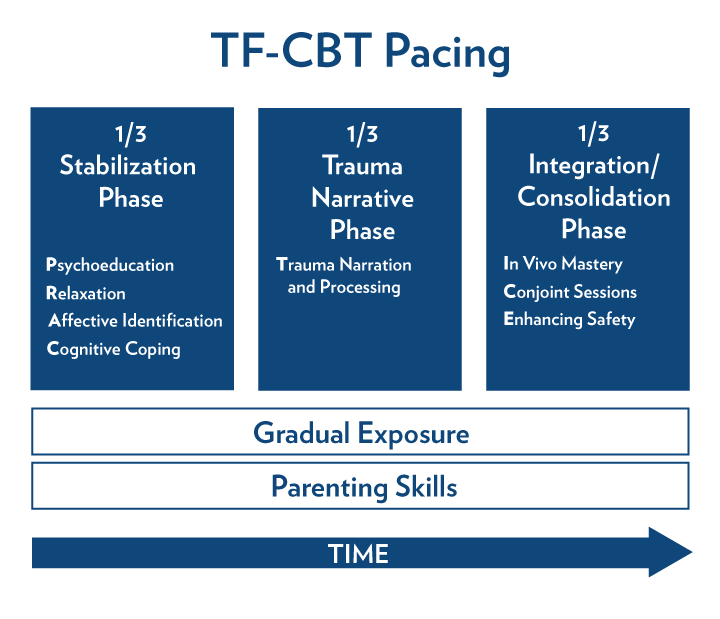 TF-CBT Pacing
1/3
Stabilization
Phase
Psychoeducation
Relaxation
Affective Identification
Cognitive Coping
1/3
Trauma
Narrative
Phase
Trauma Narration
and Processing
1/3
Integration/
Consolidation
Phase
In Vivo Mastery
Conjoint Sessions
Enhancing Safety
Gradual Exposure
Parenting Skills
TIME